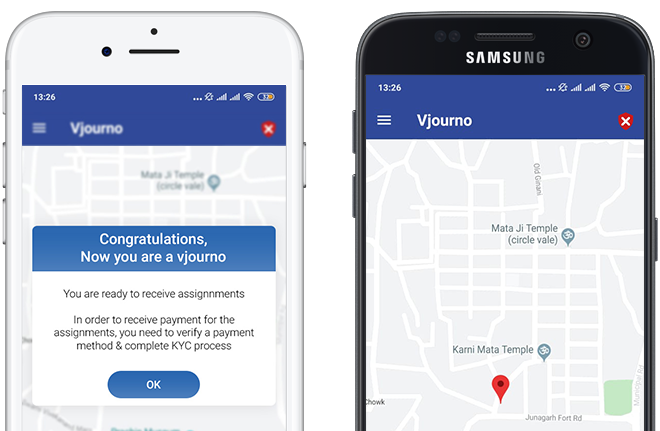 13:26
Vjourno
Mata Ji Temple
(circle vale)
Congratulations,
Now you are a vjourno
You are ready to receive assignnments
In order to receive payment for the
assignments, you need to verify a payment
method & complete KYC process
OK
SAMSUNG
13:26
Vjourno
Old Ginani
Mata Ji Temple
(circle vale)
Karni Mata Temple
Chowk
Junagarh Fort Rd
Municipal Rd